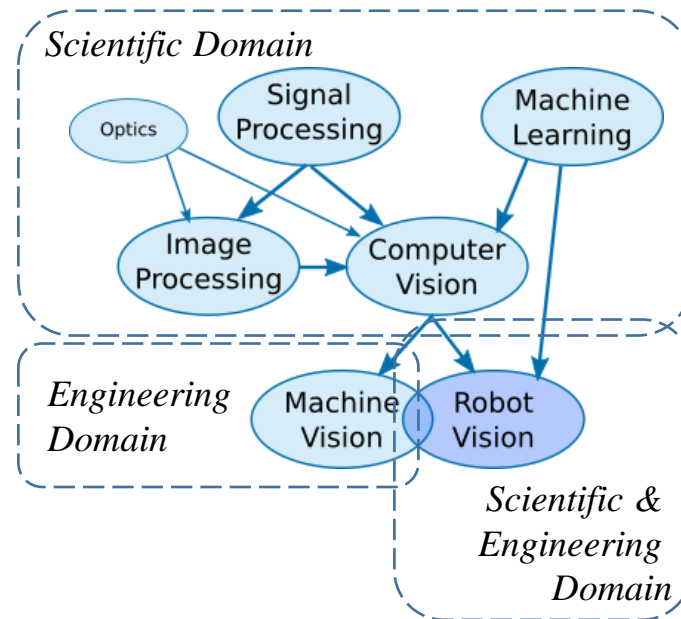 Scientific Domain
Optics
Signal
Processing
Machine
Learning
Image
Processing
Computer
Vision
Engineering
Domain
Machine
Vision
Robot
Vision
Scientific &
Engineering
Domain